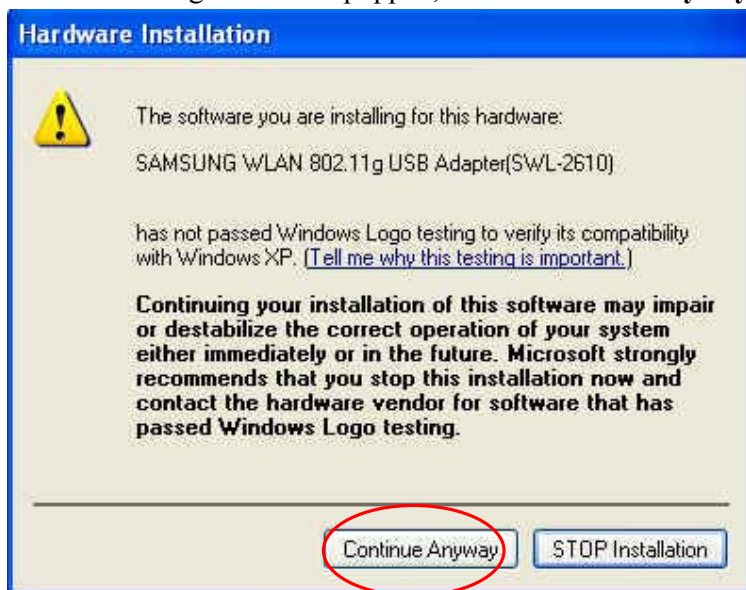 Hardware Installation
The software you are installing for this hardware:
SAMSUNG WLAN 802.11g USB Adapter(SWL-2610)
has not passed Windows Logo testing to verify its compatibility
with Windows XP. (Tell me why this testing is important.)
Continuing your installation of this software may impair
or destabilize the correct operation of your system
either immediately or in the future. Microsoft strongly
recommends that you stop this installation now and
contact the hardware vendor for software that has
passed Windows Logo testing.
Continue Anyway
STOP Installation